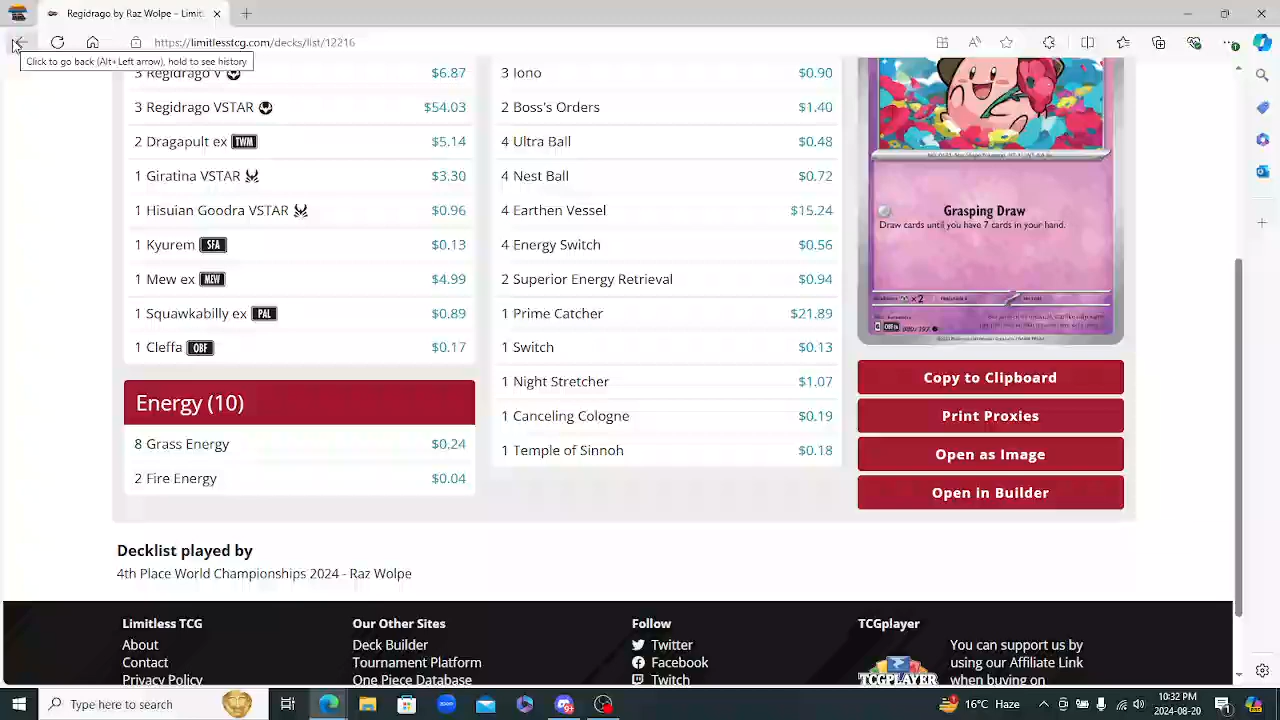 Regidrago by Raz Wolpe – Limit
https://limitlesstcg.com/decks/list/12216
Click to go back (Alt+Left arrow), hold to see history
3 Regidrago V $6.87
3 Regidrago VSTAR $54.03
2 Dragapult ex TWM $5.14
1 Giratina VSTAR $3.30
1 Hisuian Goodra VSTAR $0.96
1 Kyurem SFA $0.13
1 Mew ex MEW $4.99
1 Squawkabilly ex PAL $0.89
1 Cleffa OBF $0.17
Energy (10)
8 Grass Energy $0.24
2 Fire Energy $0.04
3 Iono $0.90
2 Boss's Orders $1.40
4 Ultra Ball $0.48
4 Nest Ball $0.72
4 Earthen Vessel $15.24
4 Energy Switch $0.56
2 Superior Energy Retrieval $0.94
1 Prime Catcher $21.89
1 Switch $0.13
1 Night Stretcher $1.07
1 Canceling Cologne $0.19
1 Temple of Sinnoh $0.18
Grasping Draw
Draw cards until you have 7 cards in your hand.
×2
Copy to Clipboard
Print Proxies
Open as Image
Open in Builder
Decklist played by
4th Place World Championships 2024 - Raz Wolpe
Limitless TCG
About
Contact
Privacy Policy
Our Other Sites
Deck Builder
Tournament Platform
One Piece Database
Follow
Twitter
Facebook
Twitch
TCGplayer
TCGPLAYER
You can support us by
using our Affiliate Link
when buying on
Type here to search
zoom
16°C Haze
10:32 PM
2024-08-20